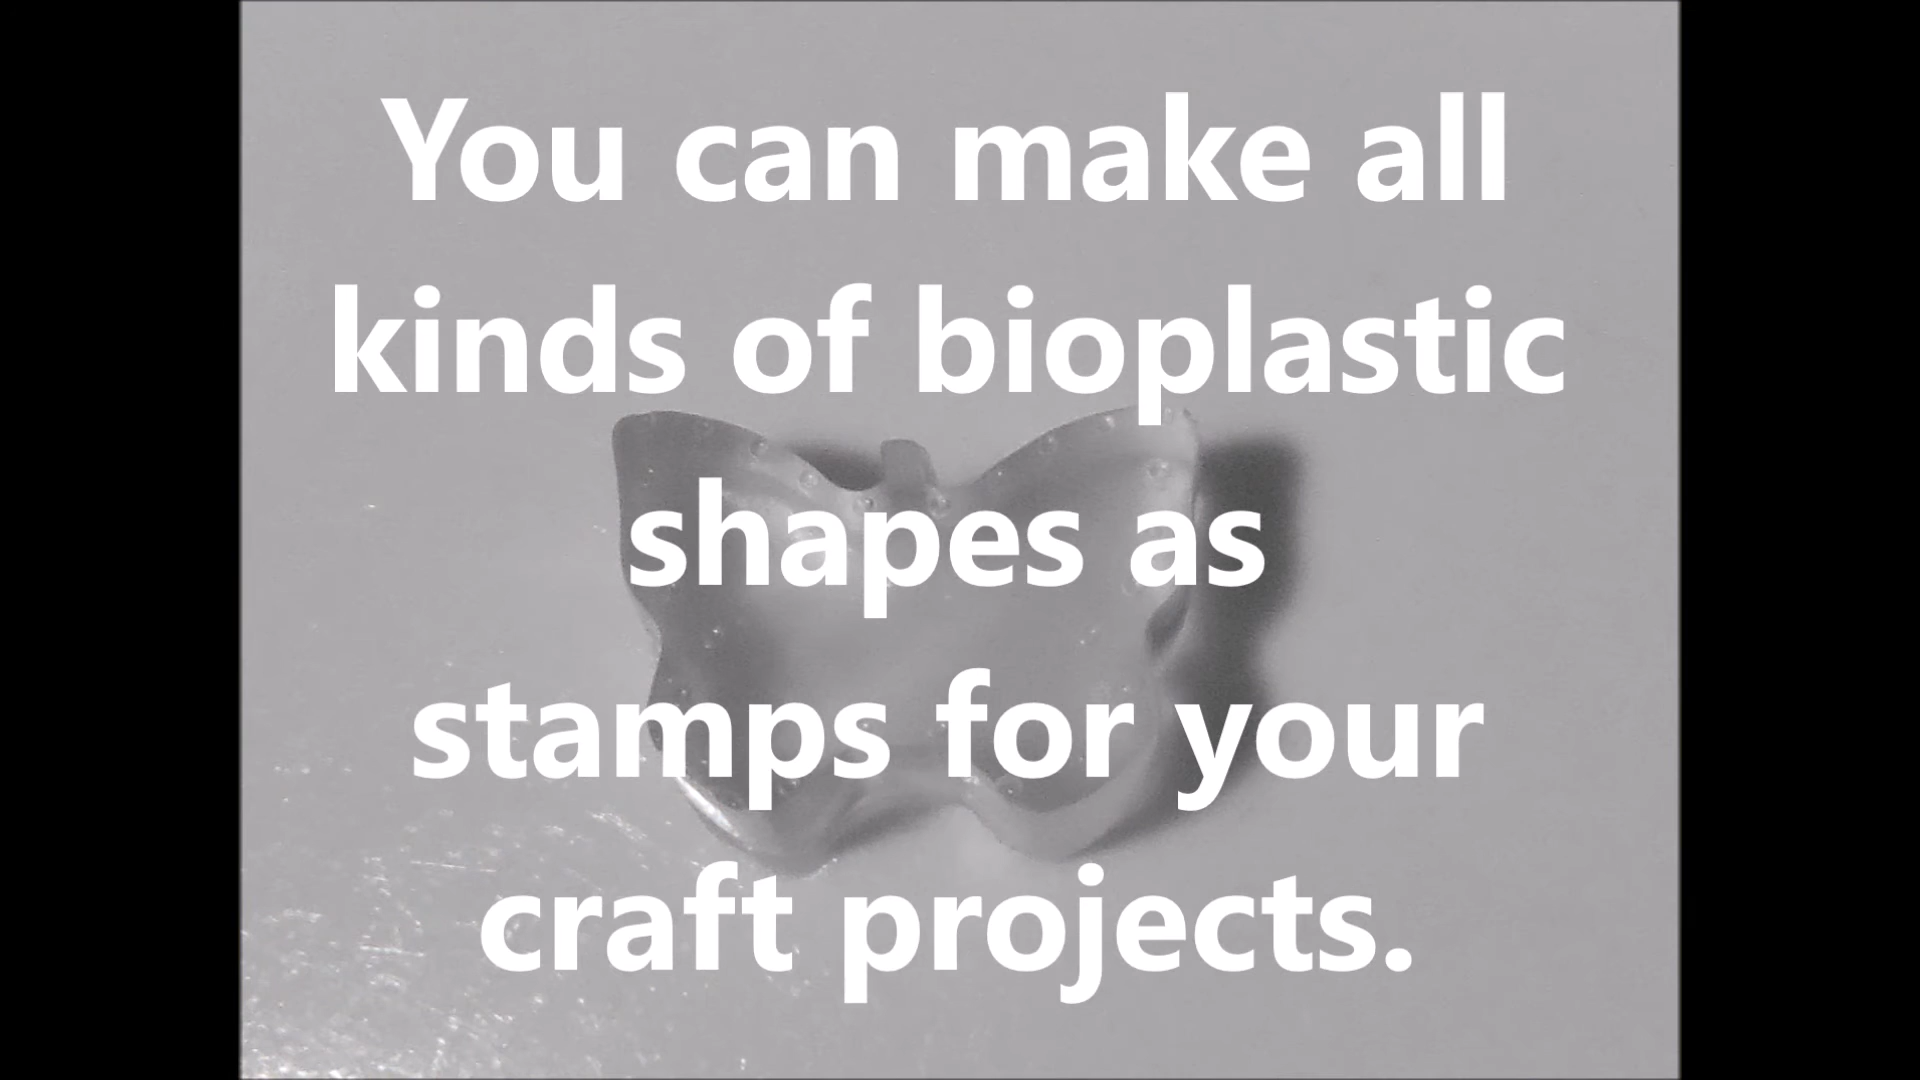 You can make all
kinds of bioplastic
shapes as
stamps for your
craft projects.